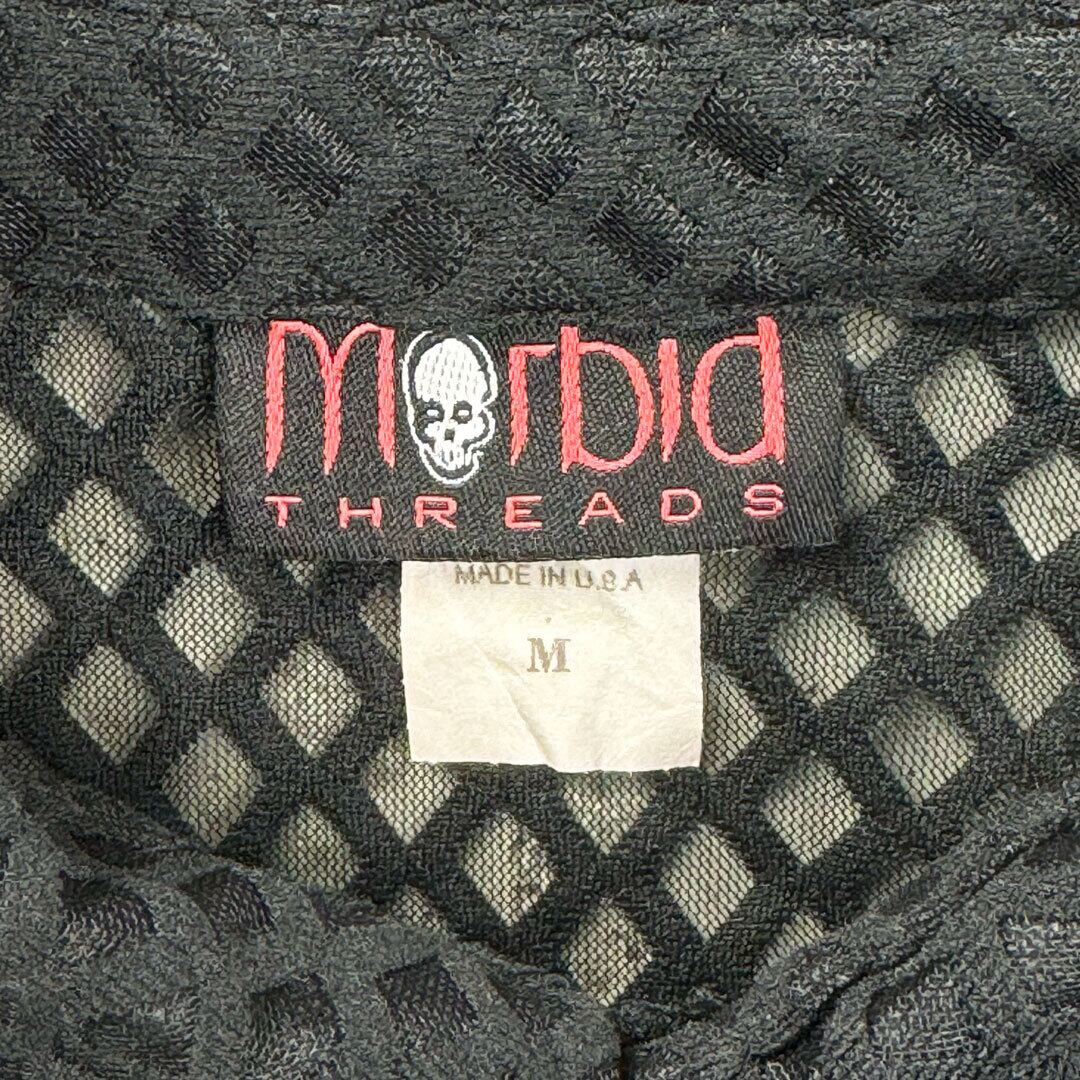 Morbid
THREADS
MADE IN U.S.A
M